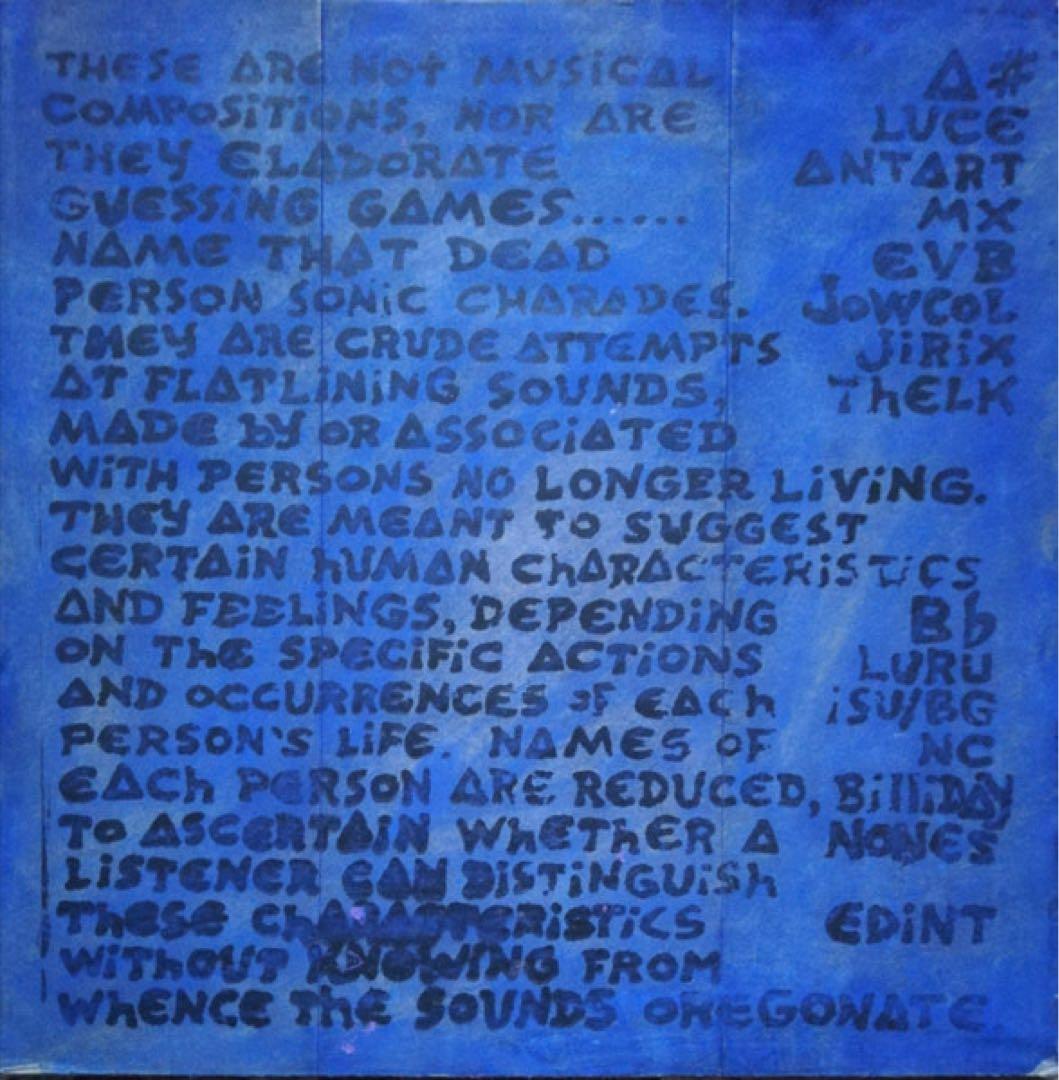 THESE ARE NOt MUSiCAL
COMPOSiTiONS, NOR ARE
THEY ELABORATE
GUESSiNG GAMES......
NAME THAT DEAD
PERSON SONiC CHARADES.
THEY ARE CRUDE ATTEMPTS
AT FLATLiNiNG SOUNDS,
MADE bY OR ASSOCiATED
WiTH PERSONS NO LONGER LiViNG.
THEY ARE MEANT TO SUGGEST
CERTAiN hUMAN ChARACTERiSTiCS
AND FEELiNGS, DEPENDiNG
ON ThE SPECiFiC ACTiONS
AND OCCURRENCES OF EACh
PERSON'S LiFE. NAMES OF
EACh PERSON ARE REDUCED,
TO ASCERTAiN WHETHER A
LiSTENER CAN DiSTiNGUiSh
ThESE ChARACTERiSTiCS
WiThOUT KNOWiNG FROM
WhENCE ThE SOUNDS OREGONATE.
A#
LUCE
ANTART
MX
EVB
JOWCOL
JiRiX
ThELK
Bb
LURU
iSU/BG
NC
BilliDAY
NONES
EDiNT